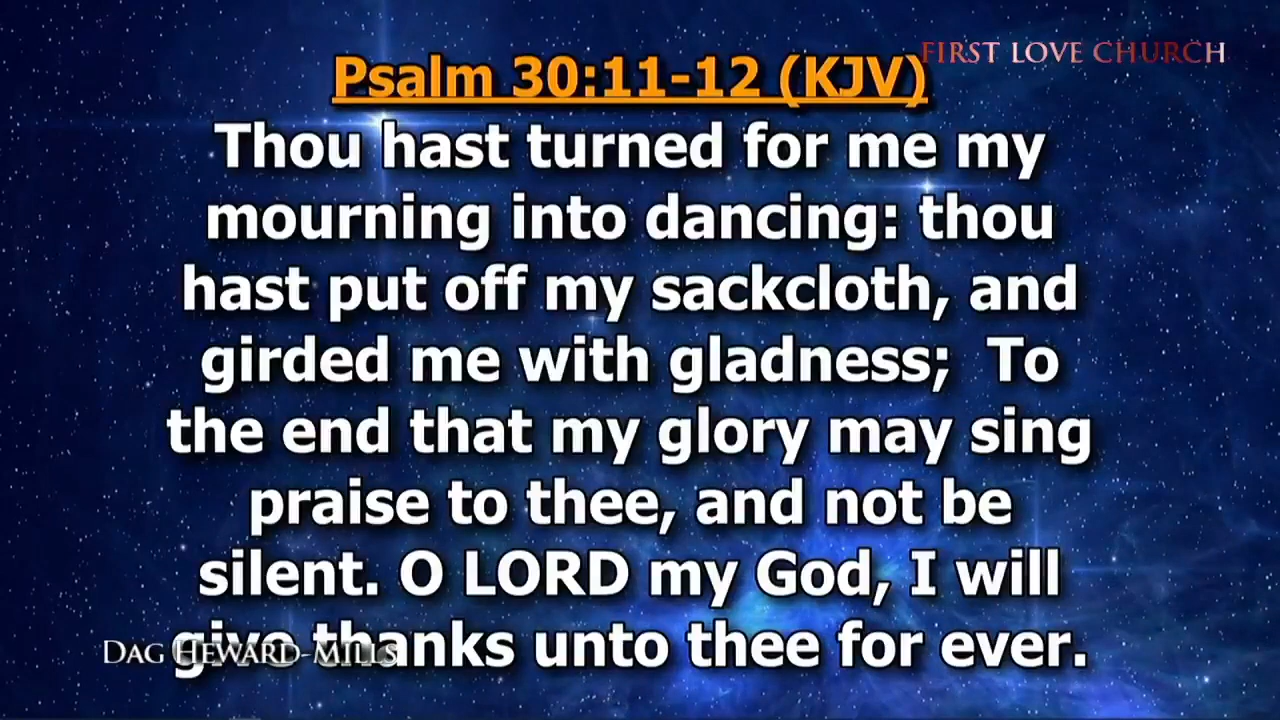 FIRST LOVE CHURCH
Psalm 30:11-12 (KJV)
Thou hast turned for me my
mourning into dancing: thou
hast put off my sackcloth, and
girded me with gladness;  To
the end that my glory may sing
praise to thee, and not be
silent. O LORD my God, I will
give thanks unto thee for ever.
Dag Heward-Mills